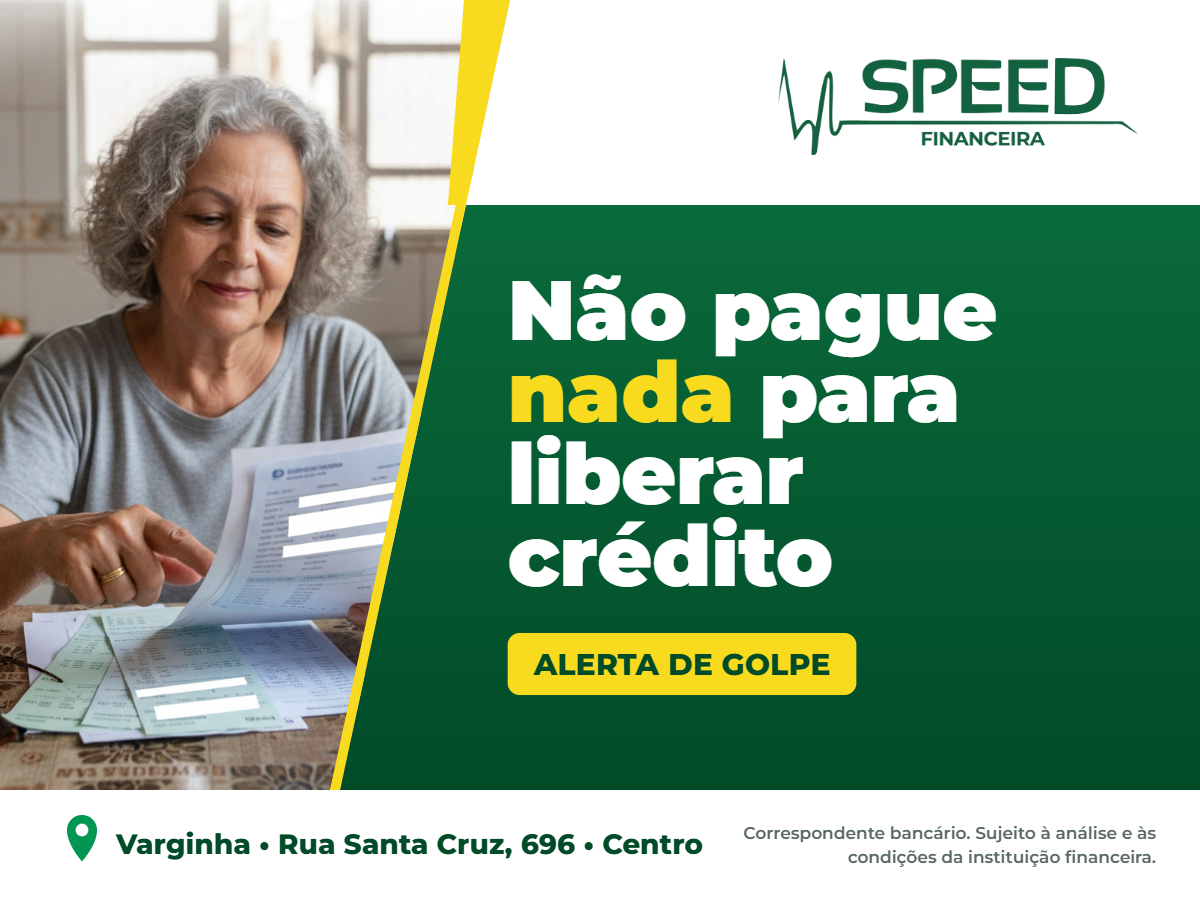 SPEED
FINANCEIRA
Não pague
nada para
liberar
crédito
ALERTA DE GOLPE
Varginha • Rua Santa Cruz, 696 • Centro
Correspondente bancário. Sujeito à análise e às
condições da instituição financeira.